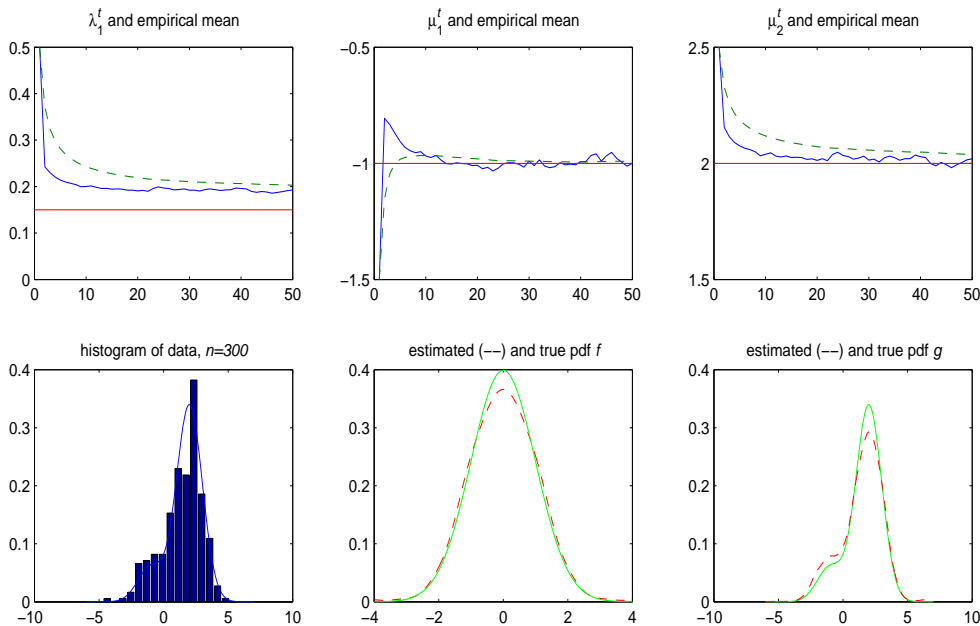 λ₁ᵗ and empirical mean
μ₁ᵗ and empirical mean
μ₂ᵗ and empirical mean
0.5
0.4
0.3
0.2
0.1
0
0 10 20 30 40 50
−0.5
−1
−1.5
0 10 20 30 40 50
2.5
2
1.5
0 10 20 30 40 50
histogram of data, n=300
estimated (−−) and true pdf f
estimated (−−) and true pdf g
0.4
0.3
0.2
0.1
0
−10 −5 0 5 10
0.4
0.3
0.2
0.1
0
−4 −2 0 2 4
0.4
0.3
0.2
0.1
0
−10 −5 0 5 10